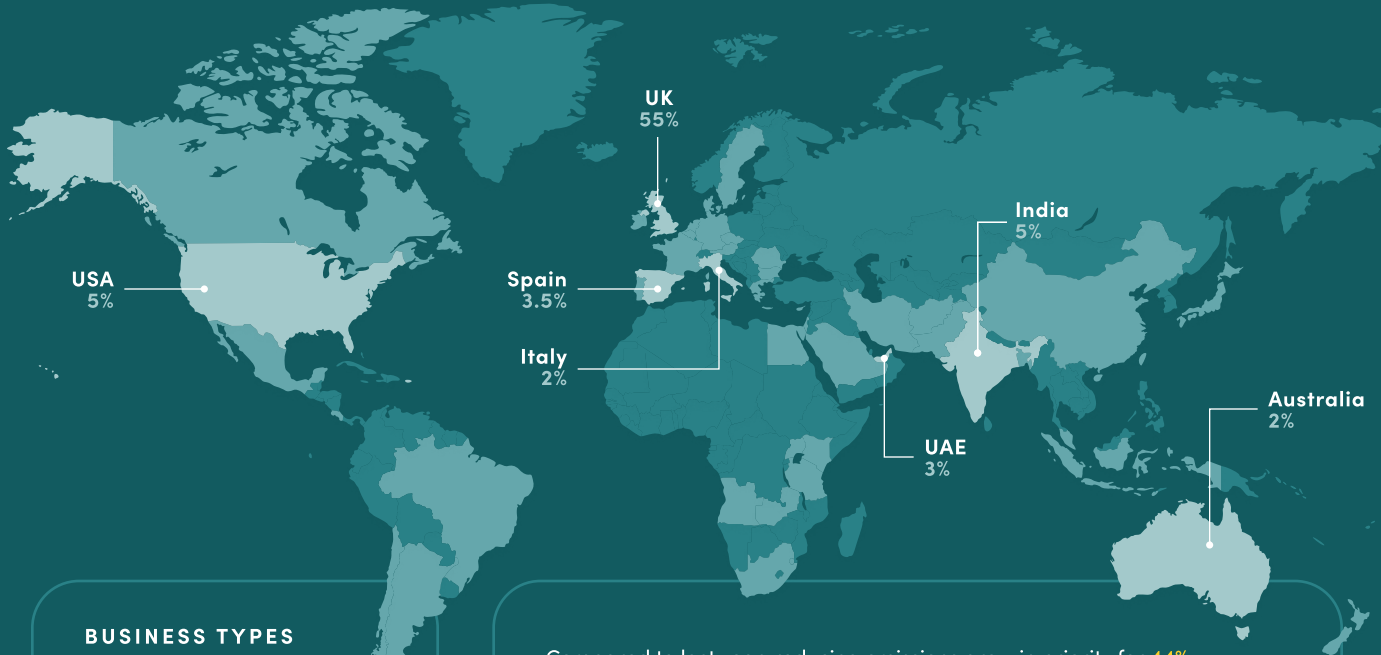 UK
55%
India
5%
USA
5%
Spain
3.5%
Italy
2%
Australia
2%
UAE
3%
BUSINESS TYPES